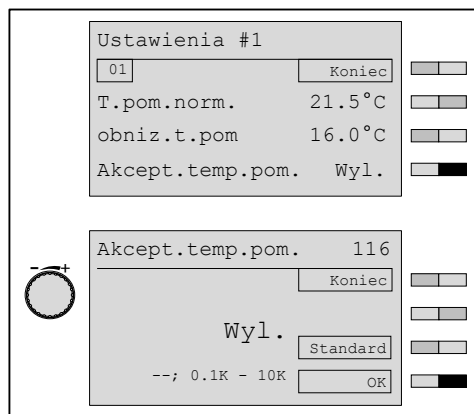 Ustawienia #1
01 Koniec
T.pom.norm. 21.5°C
obniz.t.pom 16.0°C
Akcept.temp.pom. Wyl.
Akcept.temp.pom. 116
Koniec
- +
Wyl.
Standard
--; 0.1K - 10K OK